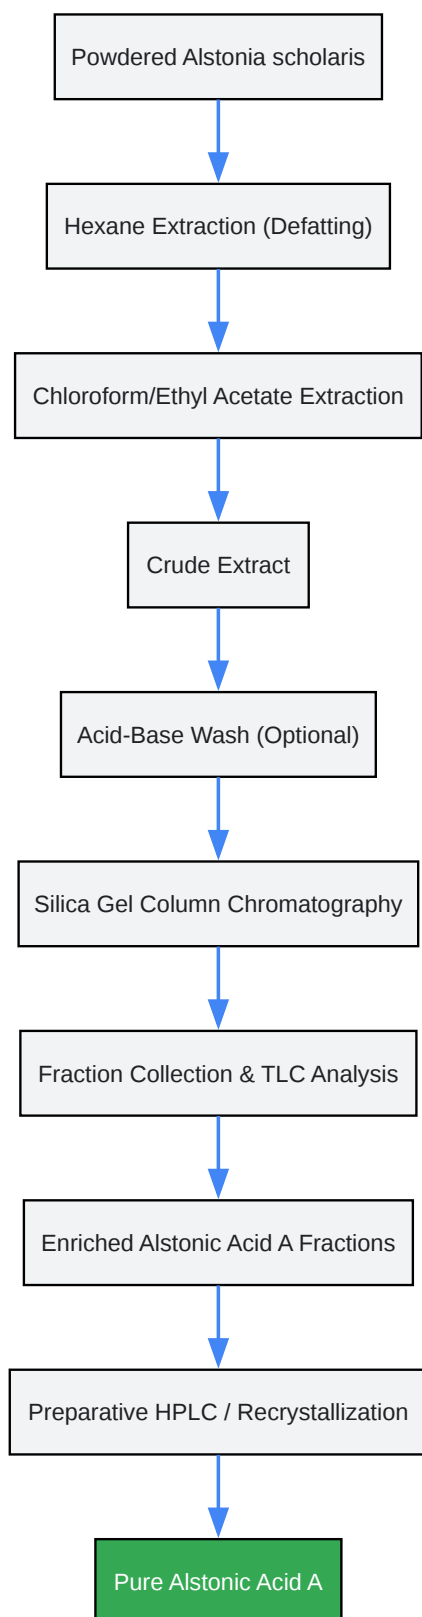 Powdered Alstonia scholaris
Hexane Extraction (Defatting)
Chloroform/Ethyl Acetate Extraction
Crude Extract
Acid-Base Wash (Optional)
Silica Gel Column Chromatography
Fraction Collection & TLC Analysis
Enriched Alstonic Acid A Fractions
Preparative HPLC / Recrystallization
Pure Alstonic Acid A